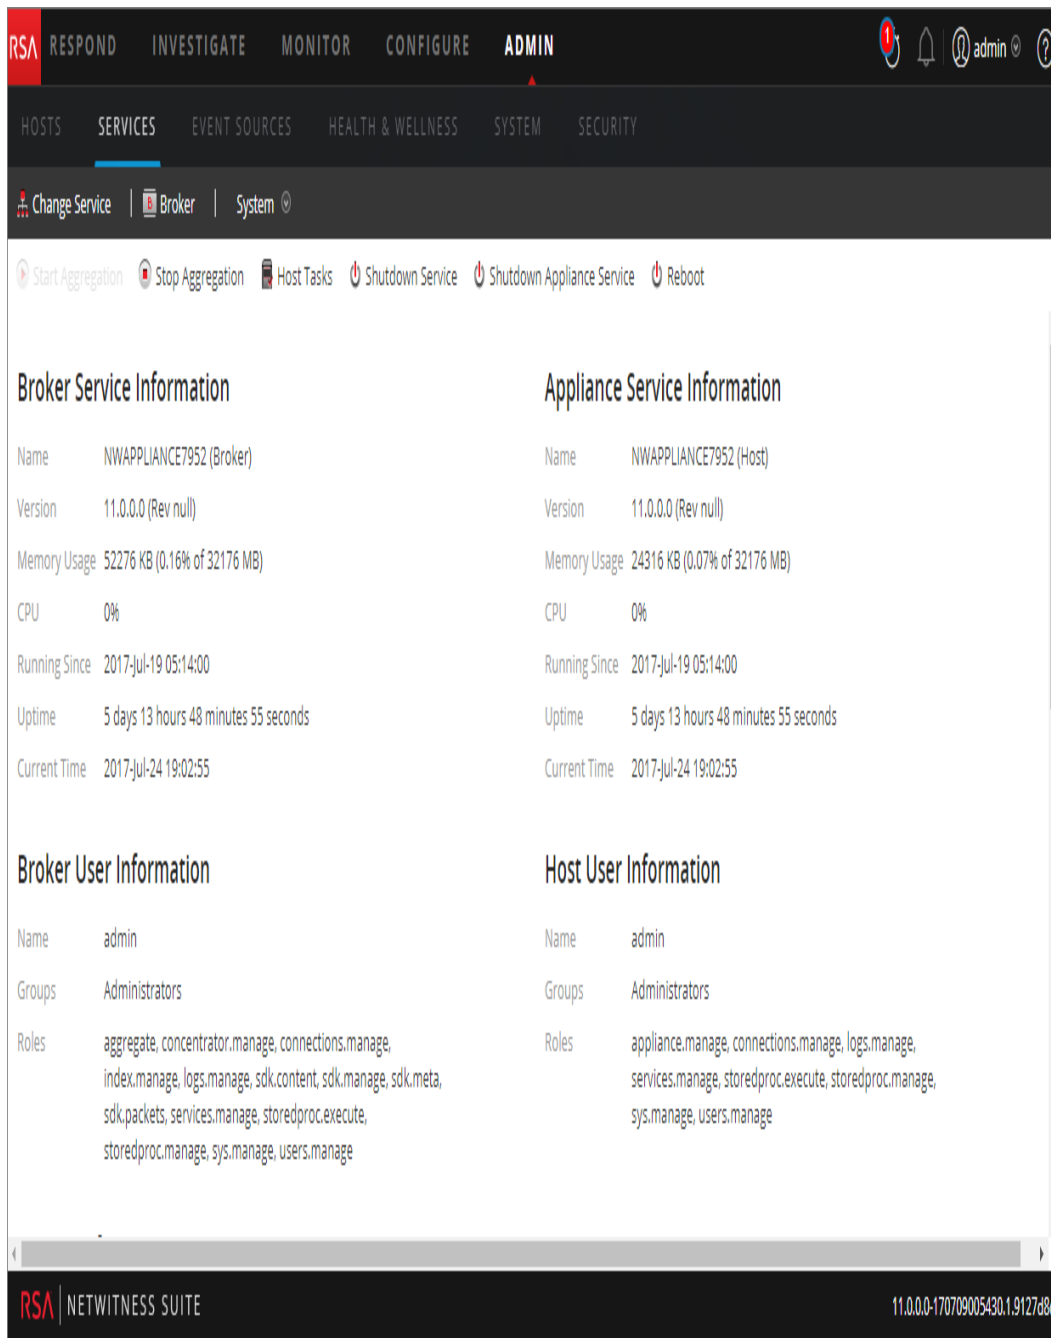 RSA RESPOND INVESTIGATE MONITOR CONFIGURE ADMIN 1 admin ?
HOSTS SERVICES EVENT SOURCES HEALTH & WELLNESS SYSTEM SECURITY
Change Service | B Broker | System
Start Aggregation Stop Aggregation Host Tasks Shutdown Service Shutdown Appliance Service Reboot
Broker Service Information
Name NWAPPLIANCE7952 (Broker)
Version 11.0.0.0 (Rev null)
Memory Usage 52276 KB (0.16% of 32176 MB)
CPU 0%
Running Since 2017-Jul-19 05:14:00
Uptime 5 days 13 hours 48 minutes 55 seconds
Current Time 2017-Jul-24 19:02:55
Appliance Service Information
Name NWAPPLIANCE7952 (Host)
Version 11.0.0.0 (Rev null)
Memory Usage 24316 KB (0.07% of 32176 MB)
CPU 0%
Running Since 2017-Jul-19 05:14:00
Uptime 5 days 13 hours 48 minutes 55 seconds
Current Time 2017-Jul-24 19:02:55
Broker User Information
Name admin
Groups Administrators
Roles aggregate, concentrator.manage, connections.manage,
index.manage, logs.manage, sdk.content, sdk.manage, sdk.meta,
sdk.packets, services.manage, storedproc.execute,
storedproc.manage, sys.manage, users.manage
Host User Information
Name admin
Groups Administrators
Roles appliance.manage, connections.manage, logs.manage,
services.manage, storedproc.execute, storedproc.manage,
sys.manage, users.manage
RSA | NETWITNESS SUITE
11.0.0.0-170709005430.1.9127d8